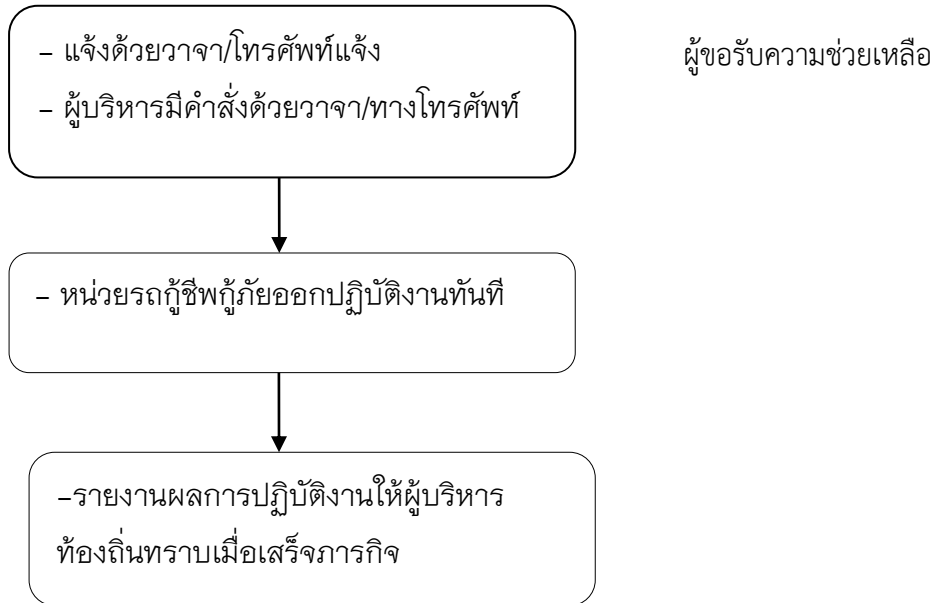 – แจ้งด้วยวาจา/โทรศัพท์แจ้ง
ผู้ขอรับความช่วยเหลือ
– ผู้บริหารมีคำสั่งด้วยวาจา/ทางโทรศัพท์
– หน่วยรถกู้ชีพกู้ภัยออกปฏิบัติงานทันที
–รายงานผลการปฏิบัติงานให้ผู้บริหาร
ท้องถิ่นทราบเมื่อเสร็จภารกิจ